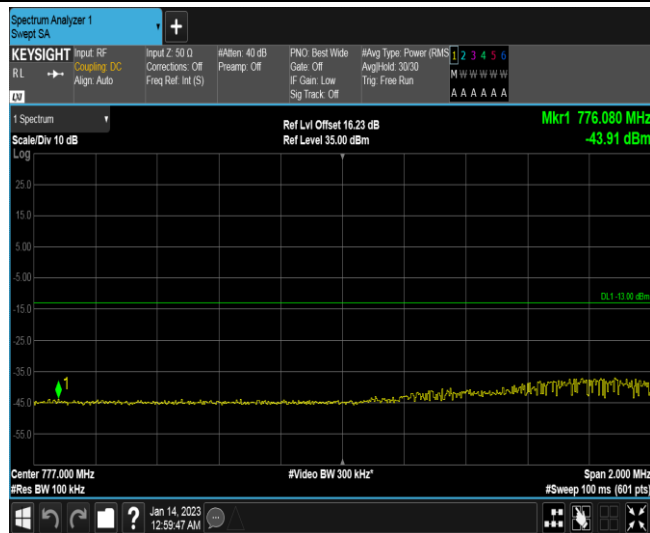 Spectrum Analyzer 1
Swept SA
+
KEYSIGHT Input: RF Input Z: 50 Ω #Atten: 40 dB PNO: Best Wide #Avg Type: Power (RMS 1 2 3 4 5 6
RL Coupling: DC Corrections: Off Preamp: Off Gate: Off Avg|Hold: 30/30 M W W W W W
Align: Auto Freq Ref: Int (S) IF Gain: Low Trig: Free Run
Sig Track: Off A A A A A A
LXI
1 Spectrum
Ref Lvl Offset 16.23 dB Mkr1 776.080 MHz
Scale/Div 10 dB Ref Level 35.00 dBm -43.91 dBm
Log
25.0
15.0
5.00
-5.00
DL1 -13.00 dBm
-15.0
-25.0
-35.0
1
-45.0
-55.0
Center 777.000 MHz #Video BW 300 kHz* Span 2.000 MHz
#Res BW 100 kHz #Sweep 100 ms (601 pts)
? Jan 14, 2023
12:59:47 AM